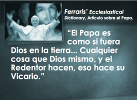 Ferraris' Ecclesiastical
Dictionary, Artículo sobre el Papa.
"El Papa es
como si fuera
Dios en la tierra... Cualquier
cosa que Dios mismo, y el
Redentor hacen, eso hace su
Vicario."